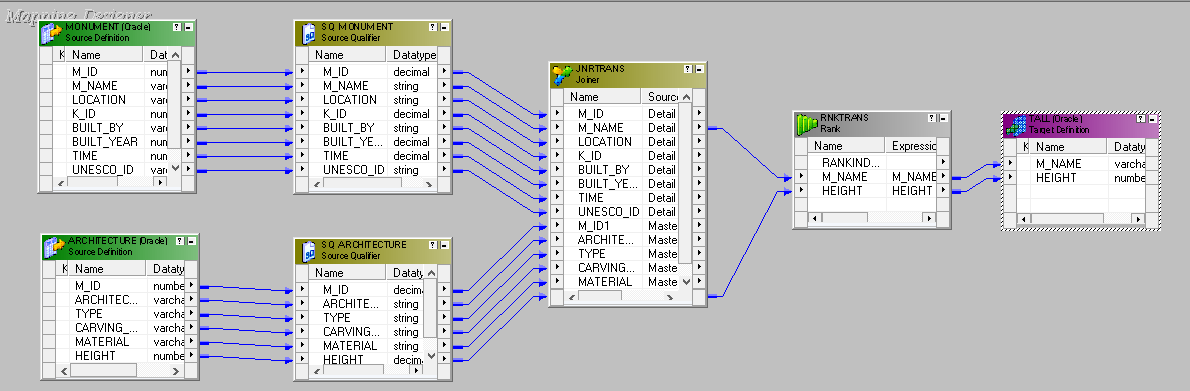 Mapping Designer
MONUMENT (Oracle)
Source Definition
K Name Dat
M_ID num
M_NAME varc
LOCATION varc
K_ID num
BUILT_BY varc
BUILT_YEAR num
TIME num
UNESCO_ID varc
SQ MONUMENT
Source Qualifier
Name Datatype
M_ID decimal
M_NAME string
LOCATION string
K_ID decimal
BUILT_BY string
BUILT_YE... decimal
TIME decimal
UNESCO_ID string
ARCHITECTURE (Oracle)
Source Definition
K Name Dataty
M_ID numbe
ARCHITEC... varcha
TYPE varcha
CARVING_... varcha
MATERIAL varcha
HEIGHT numbe
SQ ARCHITECTURE
Source Qualifier
Name Dataty
M_ID decim
ARCHITE... string
TYPE string
CARVING... string
MATERIAL string
HEIGHT decim
JNRTRANS
Joiner
Name Source
M_ID Detail
M_NAME Detail
LOCATION Detail
K_ID Detail
BUILT_BY Detail
BUILT_YE... Detail
TIME Detail
UNESCO_ID Detail
M_ID1 Maste
ARCHITE... Maste
TYPE Maste
CARVING... Maste
MATERIAL Maste
RNKTRANS
Rank
Name Expressio
RANKIND...
M_NAME M_NAME
HEIGHT HEIGHT
TALL (Oracle)
Target Definition
K Name Dataty
M_NAME varcha
HEIGHT numbe